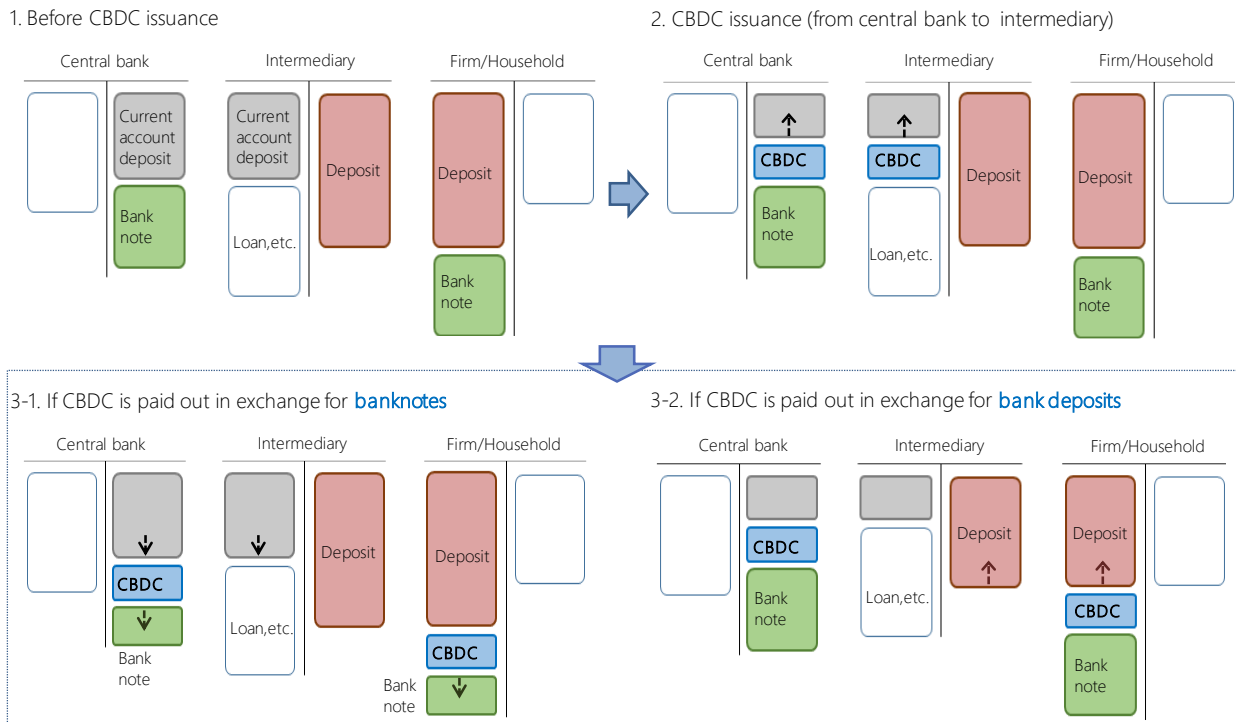 1. Before CBDC issuance
Central bank
Intermediary
Firm/Household
Current
account
deposit
Bank
note
Current
account
deposit
Loan,etc.
Deposit
Deposit
Bank
note
2. CBDC issuance (from central bank to intermediary)
Central bank
Intermediary
Firm/Household
CBDC
Bank
note
CBDC
Loan,etc.
Deposit
Deposit
Bank
note
3-1. If CBDC is paid out in exchange for banknotes
Central bank
Intermediary
Firm/Household
CBDC
Bank
note
Loan,etc.
Deposit
Deposit
CBDC
Bank
note
3-2. If CBDC is paid out in exchange for bank deposits
Central bank
Intermediary
Firm/Household
CBDC
Bank
note
Loan,etc.
Deposit
Deposit
CBDC
Bank
note